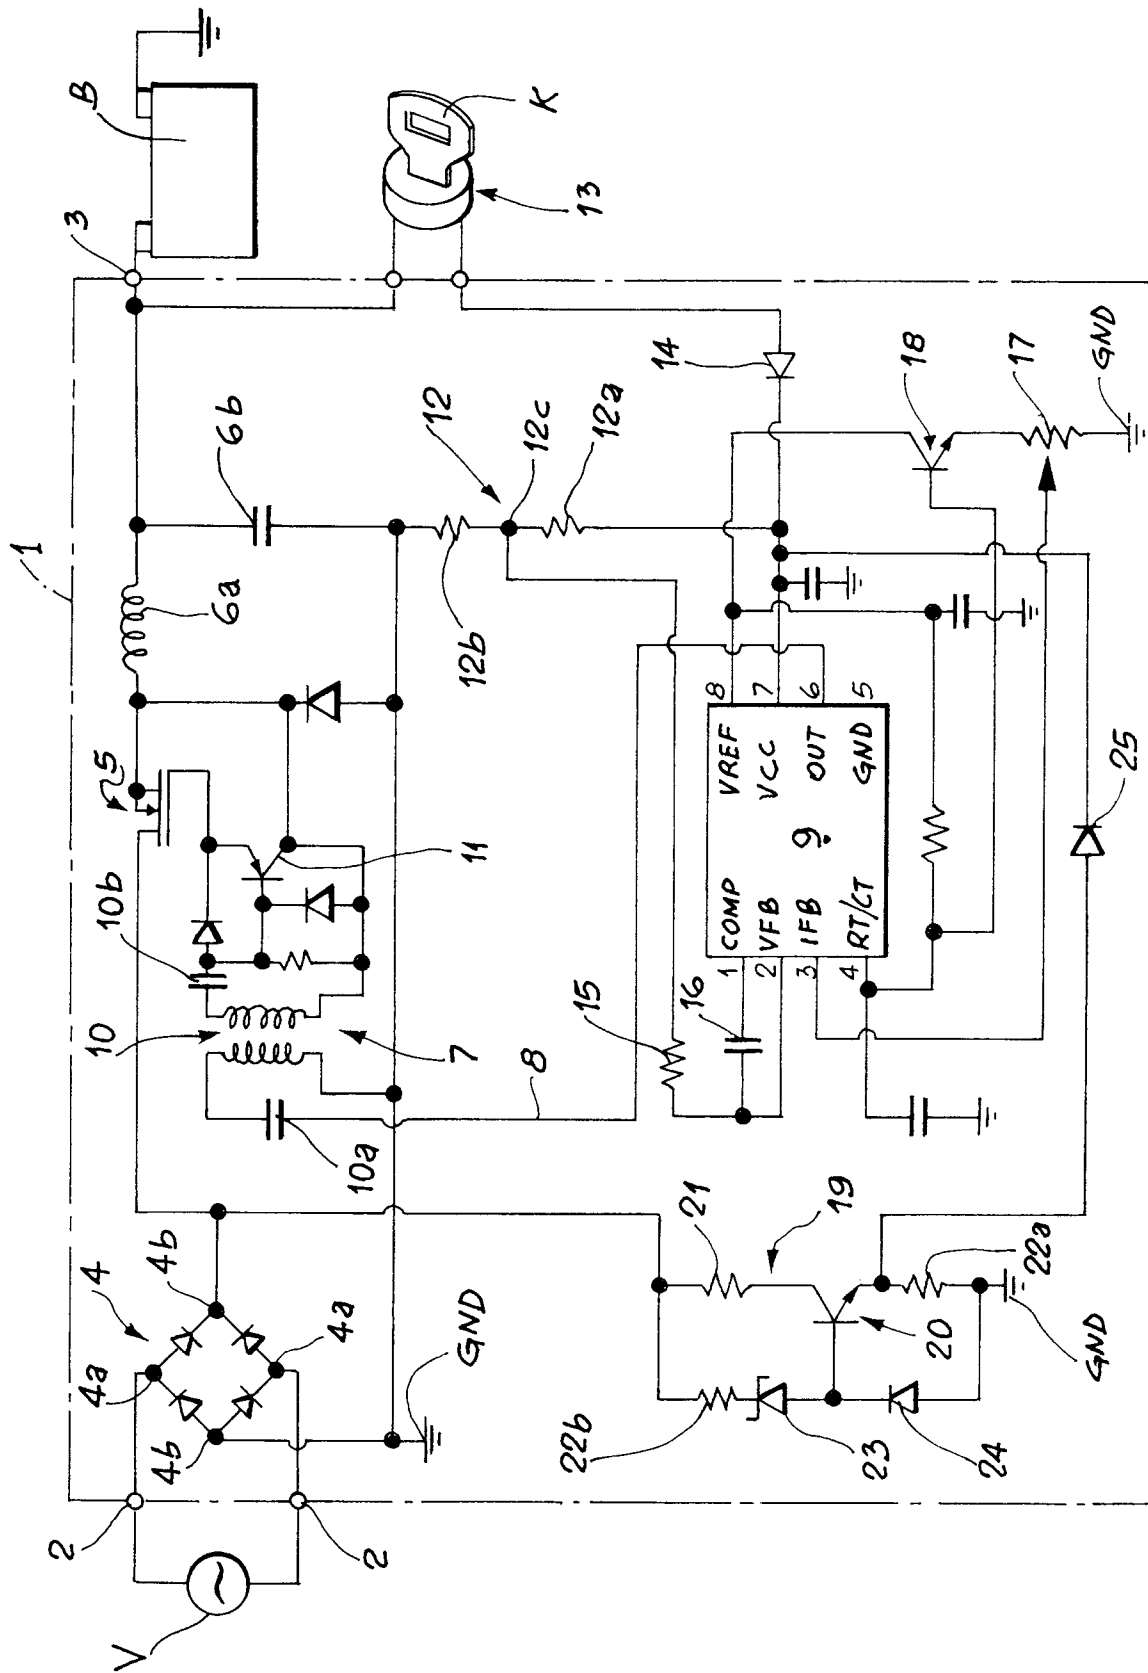 1
2
2
V
3
B
K
13
4
4a
4b
4a
4b
GND
5
6a
6b
7
8
10
10a
10b
11
12
12a
12b
12c
14
15
16
9
COMP
VFB
IFB
RT/CT
VREF
VCC
OUT
GND
1
2
3
4
8
7
6
5
17
18
GND
19
20
21
22a
22b
23
24
25
GND